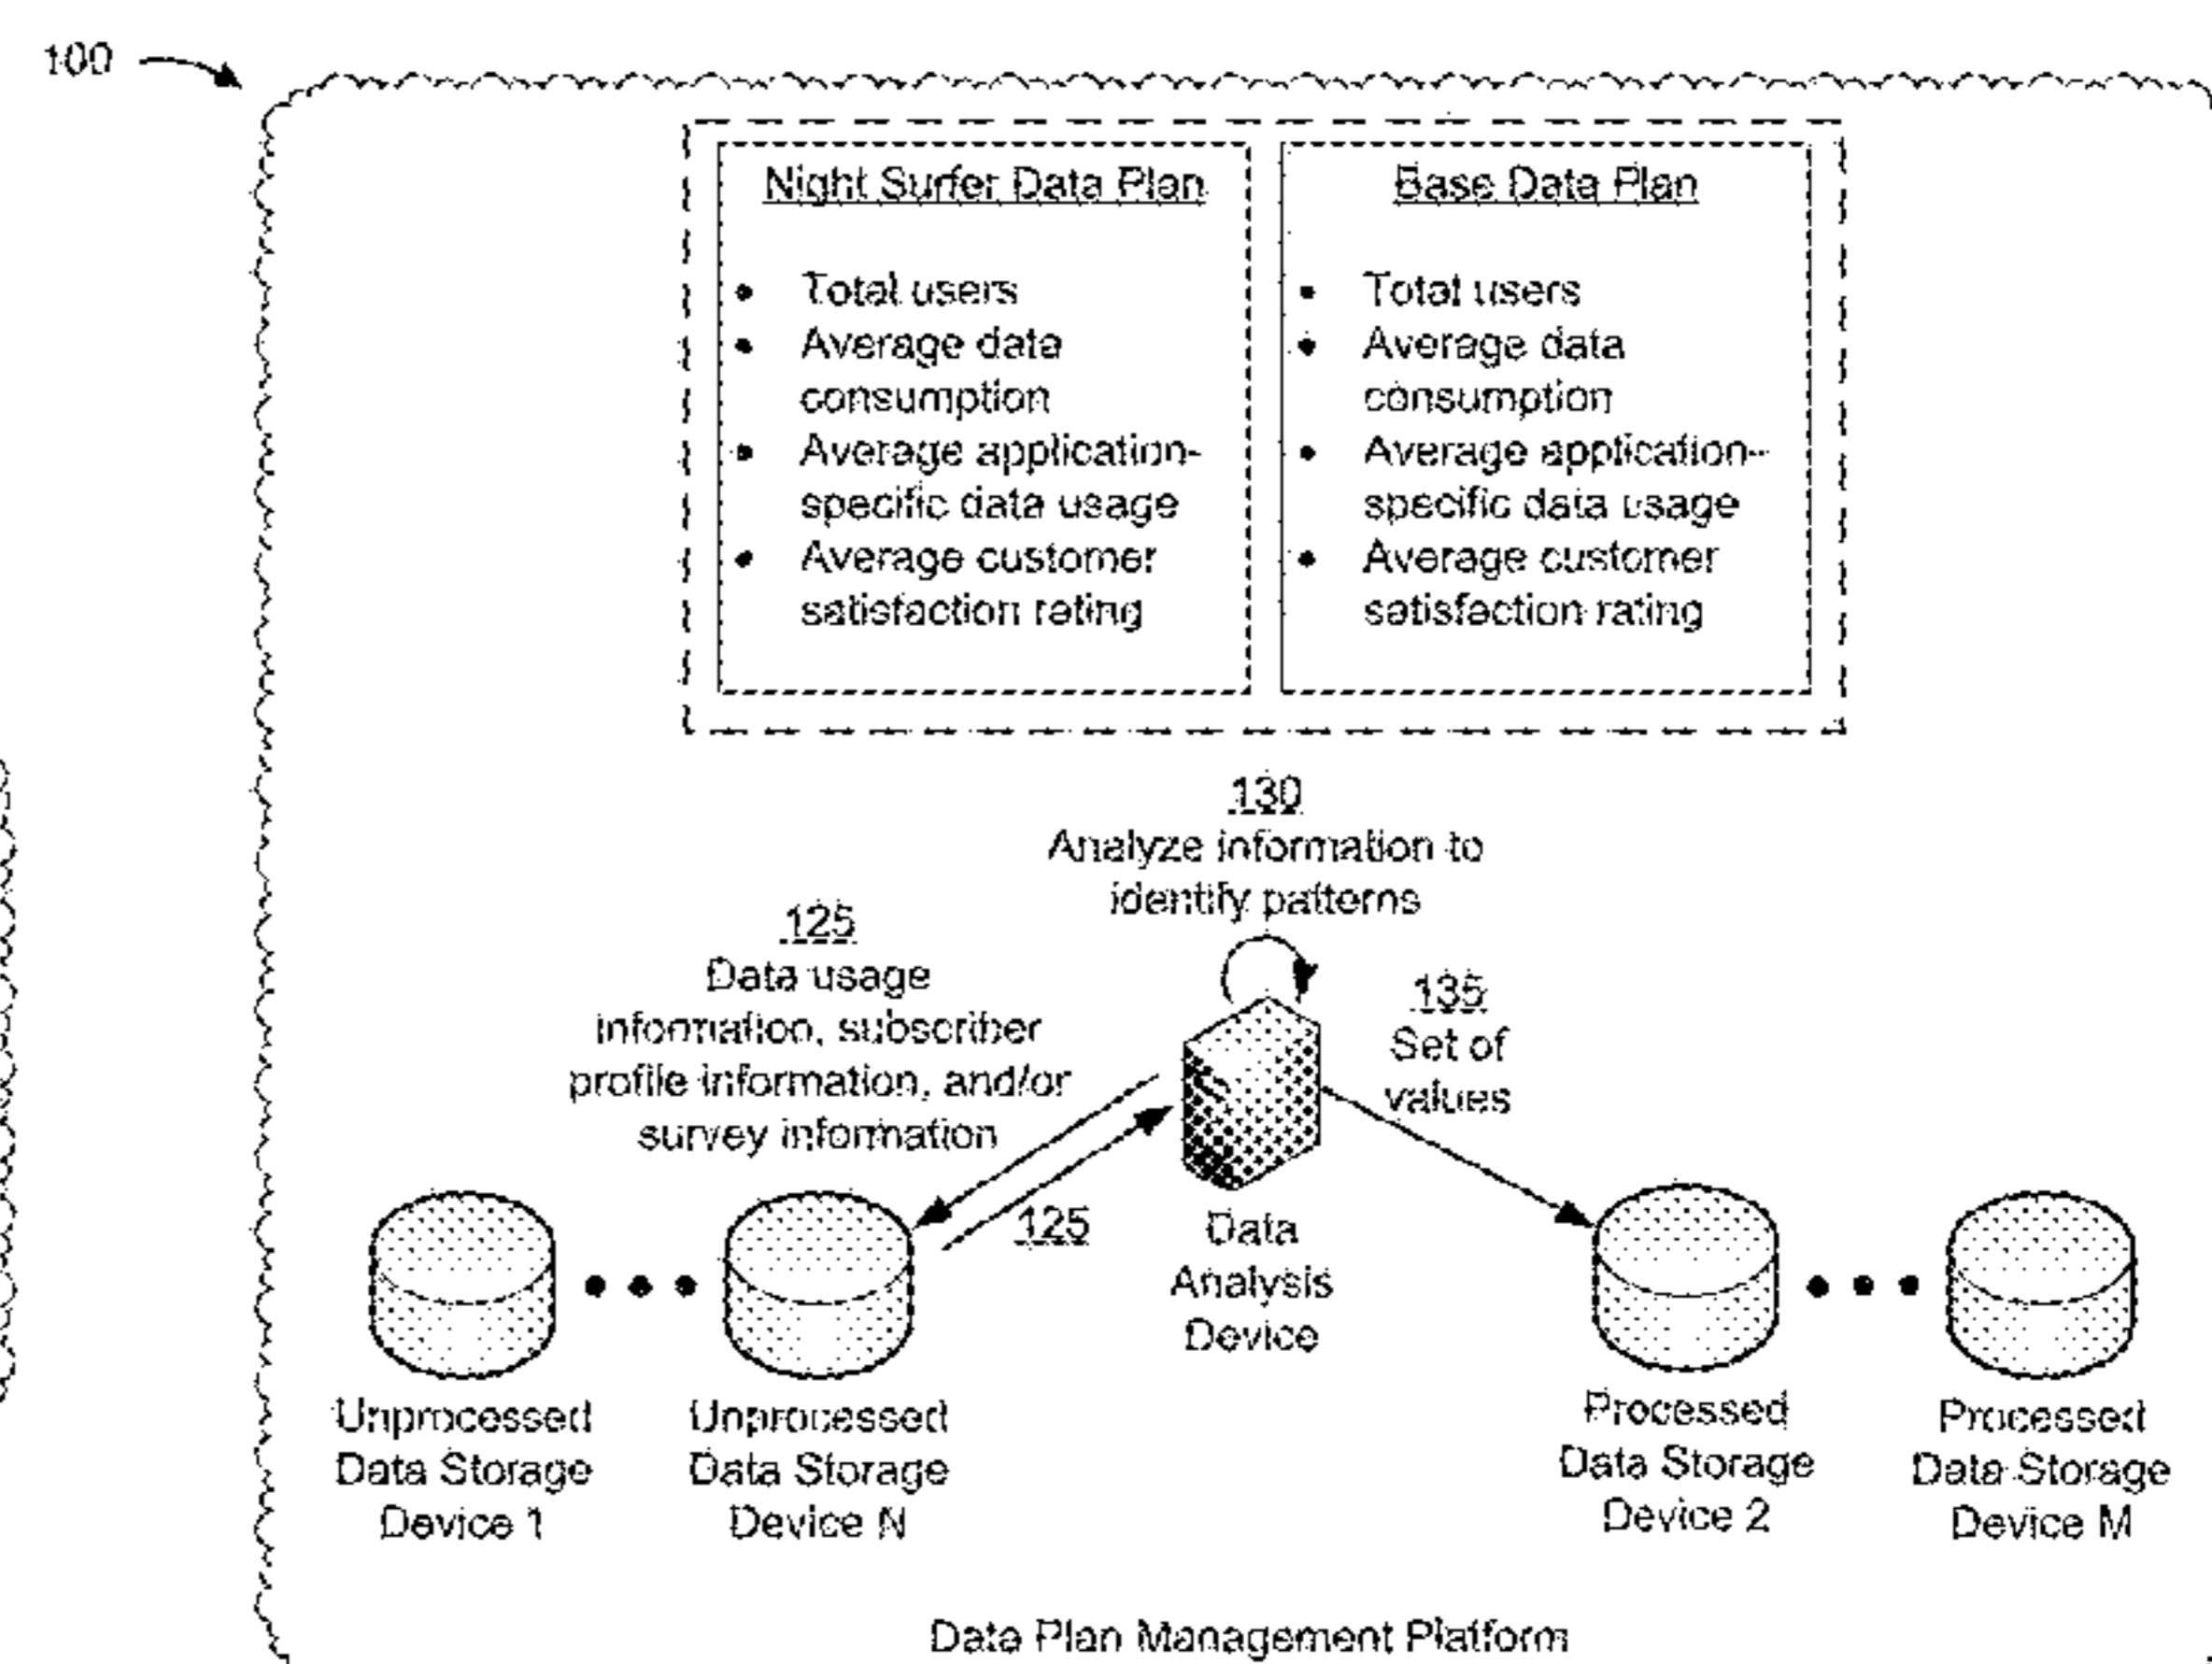 100
Night Surfer Data Plan
• Total users
• Average data
consumption
• Average application-
specific data usage
• Average customer
satisfaction rating
Base Data Plan
• Total users
• Average data
consumption
• Average application-
specific data usage
• Average customer
satisfaction rating
130
Analyze information to
identify patterns
125
Data usage
information, subscriber
profile information, and/or
survey information
135
Set of
values
125
Data
Analysis
Device
Unprocessed
Data Storage
Device 1
Unprocessed
Data Storage
Device N
Processed
Data Storage
Device 2
Processed
Data Storage
Device M
Data Plan Management Platform